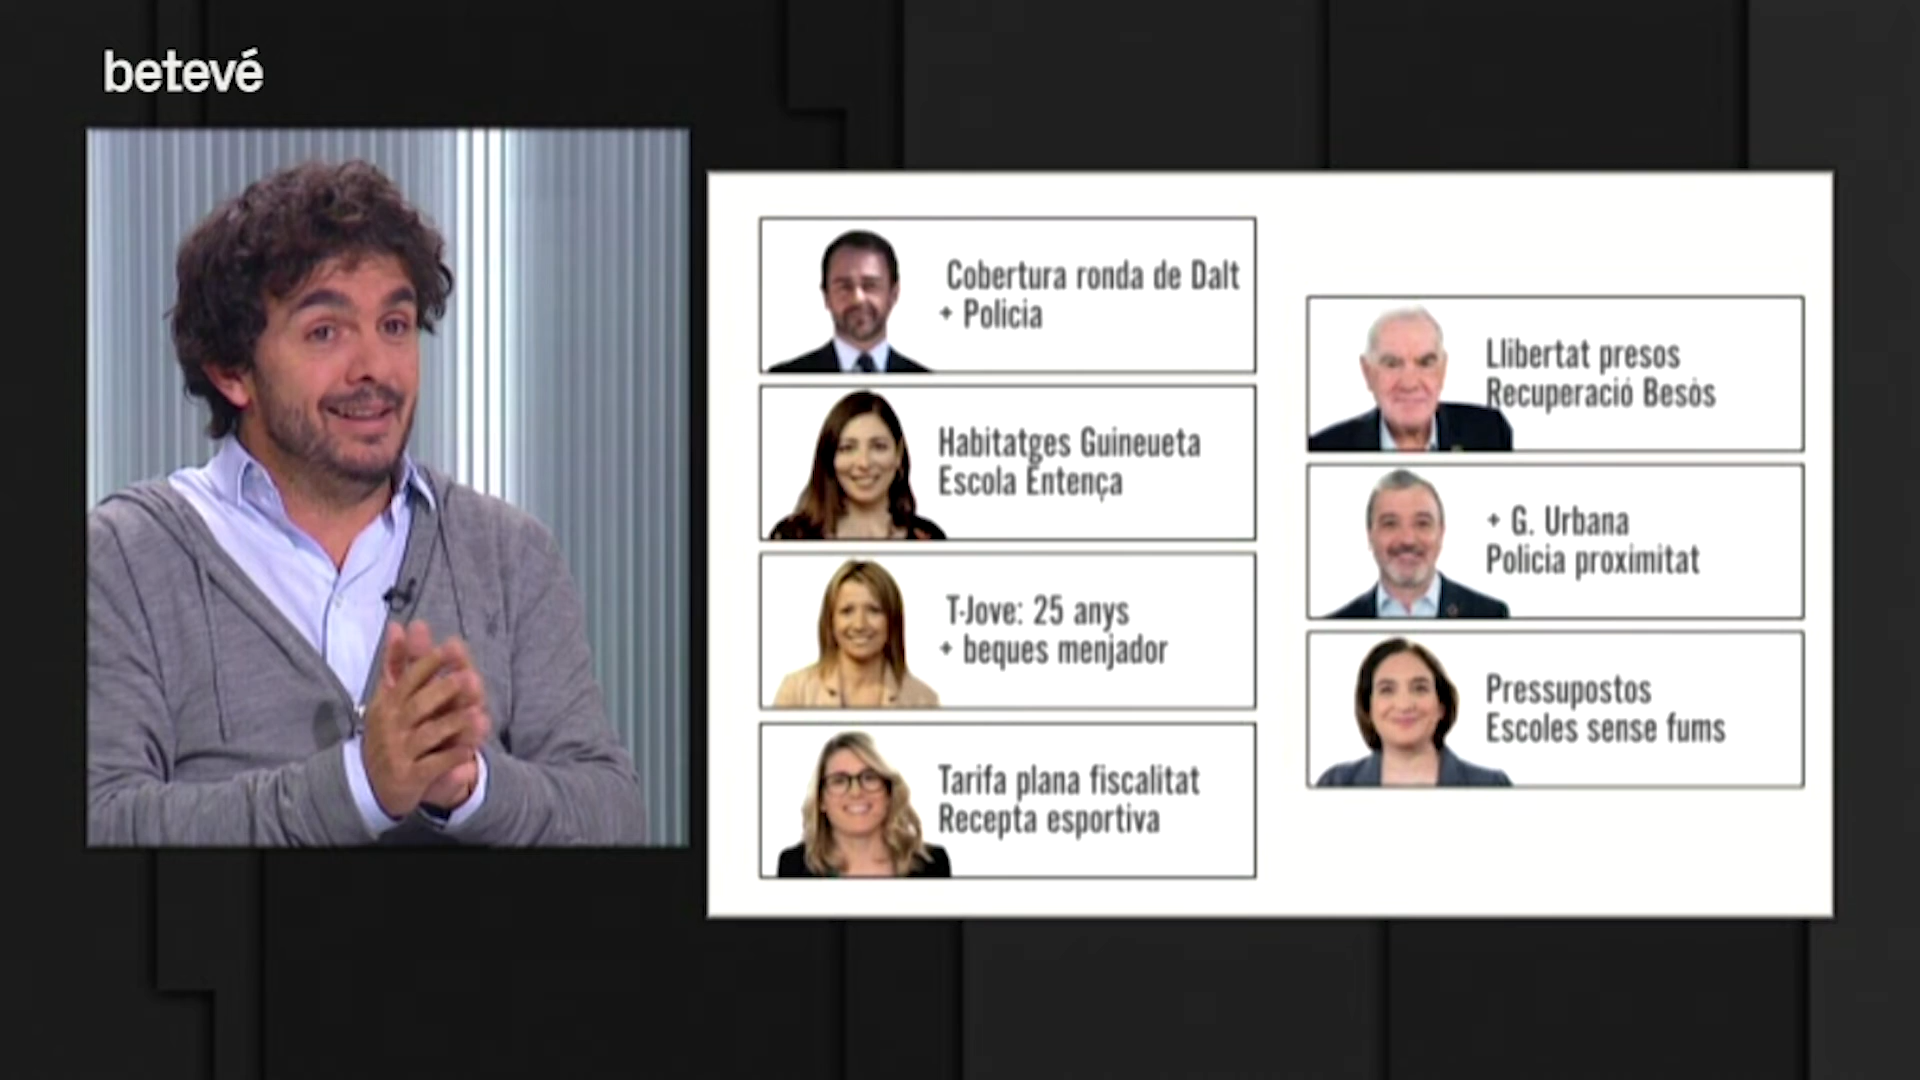 betevé
Cobertura ronda de Dalt
+ Policia
Habitatges Guineueta
Escola Entença
T-Jove: 25 anys
+ beques menjador
Tarifa plana fiscalitat
Recepta esportiva
Llibertat presos
Recuperació Besòs
+ G. Urbana
Policia proximitat
Pressupostos
Escoles sense fums